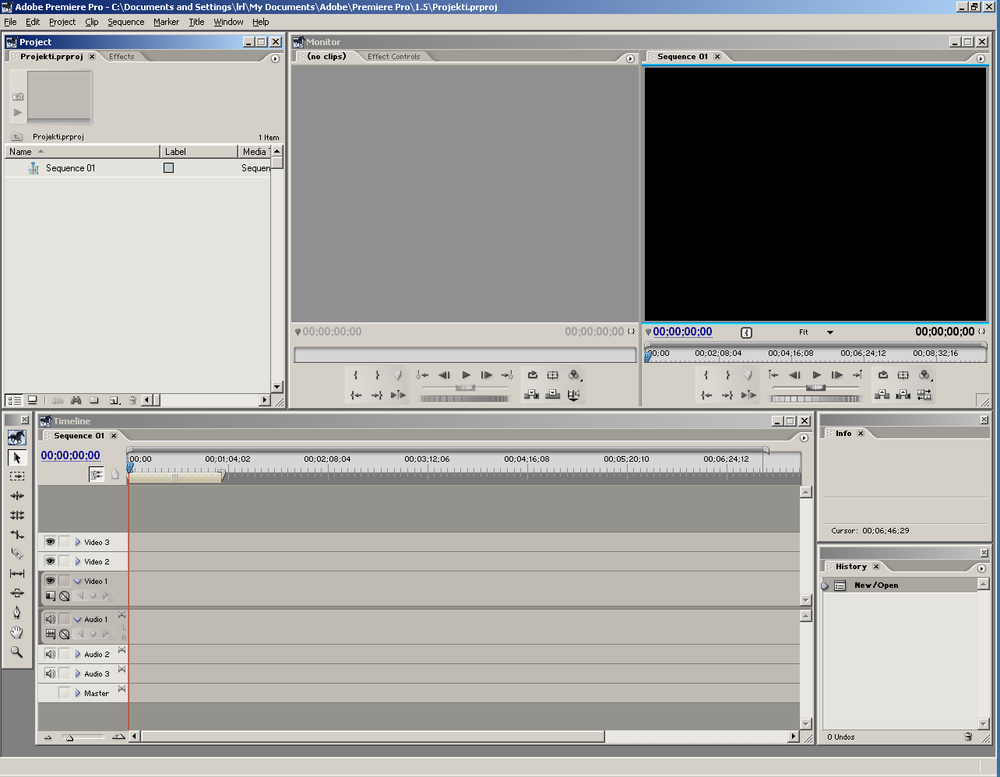 Adobe Premiere Pro - C:\Documents and Settings\lrl\My Documents\Adobe\Premiere Pro\1.5\Projekti.prproj
File Edit Project Clip Sequence Marker Title Window Help
Project
Projekti.prproj Effects
Projekti.prproj 1 Item
Name Label Media T
Sequence 01 Sequen
Monitor
(no clips) Effect Controls
Sequence 01
00;00;00;00 00;00;00;00
00;00;00;00 Fit 00;00;00;00
00;00 00;02;08;04 00;04;16;08 00;06;24;12 00;08;32;16
Timeline
Sequence 01
00;00;00;00
;00;00 00;01;04;02 00;02;08;04 00;03;12;06 00;04;16;08 00;05;20;10 00;06;24;12
Video 3
Video 2
Video 1
Audio 1
L
R
Audio 2
Audio 3
Master
Info
Cursor: 00;06;46;29
History
New/Open
0 Undos